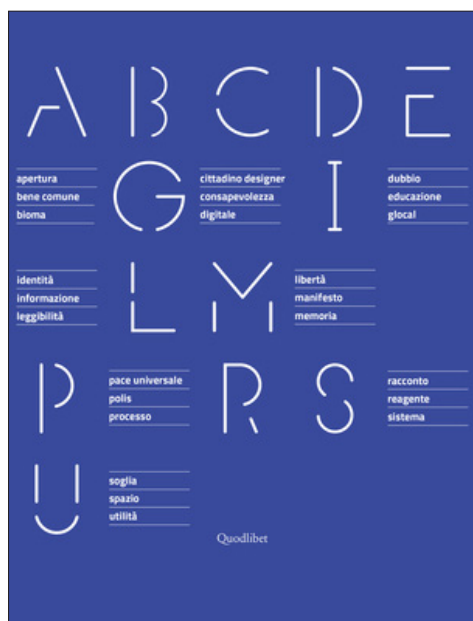 A B C D E
apertura
bene comune
bioma
G
cittadino designer
consapevolezza
digitale
I
dubbio
educazione
glocal
identità
informazione
leggibilità
L M
libertà
manifesto
memoria
P
pace universale
polis
processo
R S
racconto
reagente
sistema
U
soglia
spazio
utilità
Quodlibet